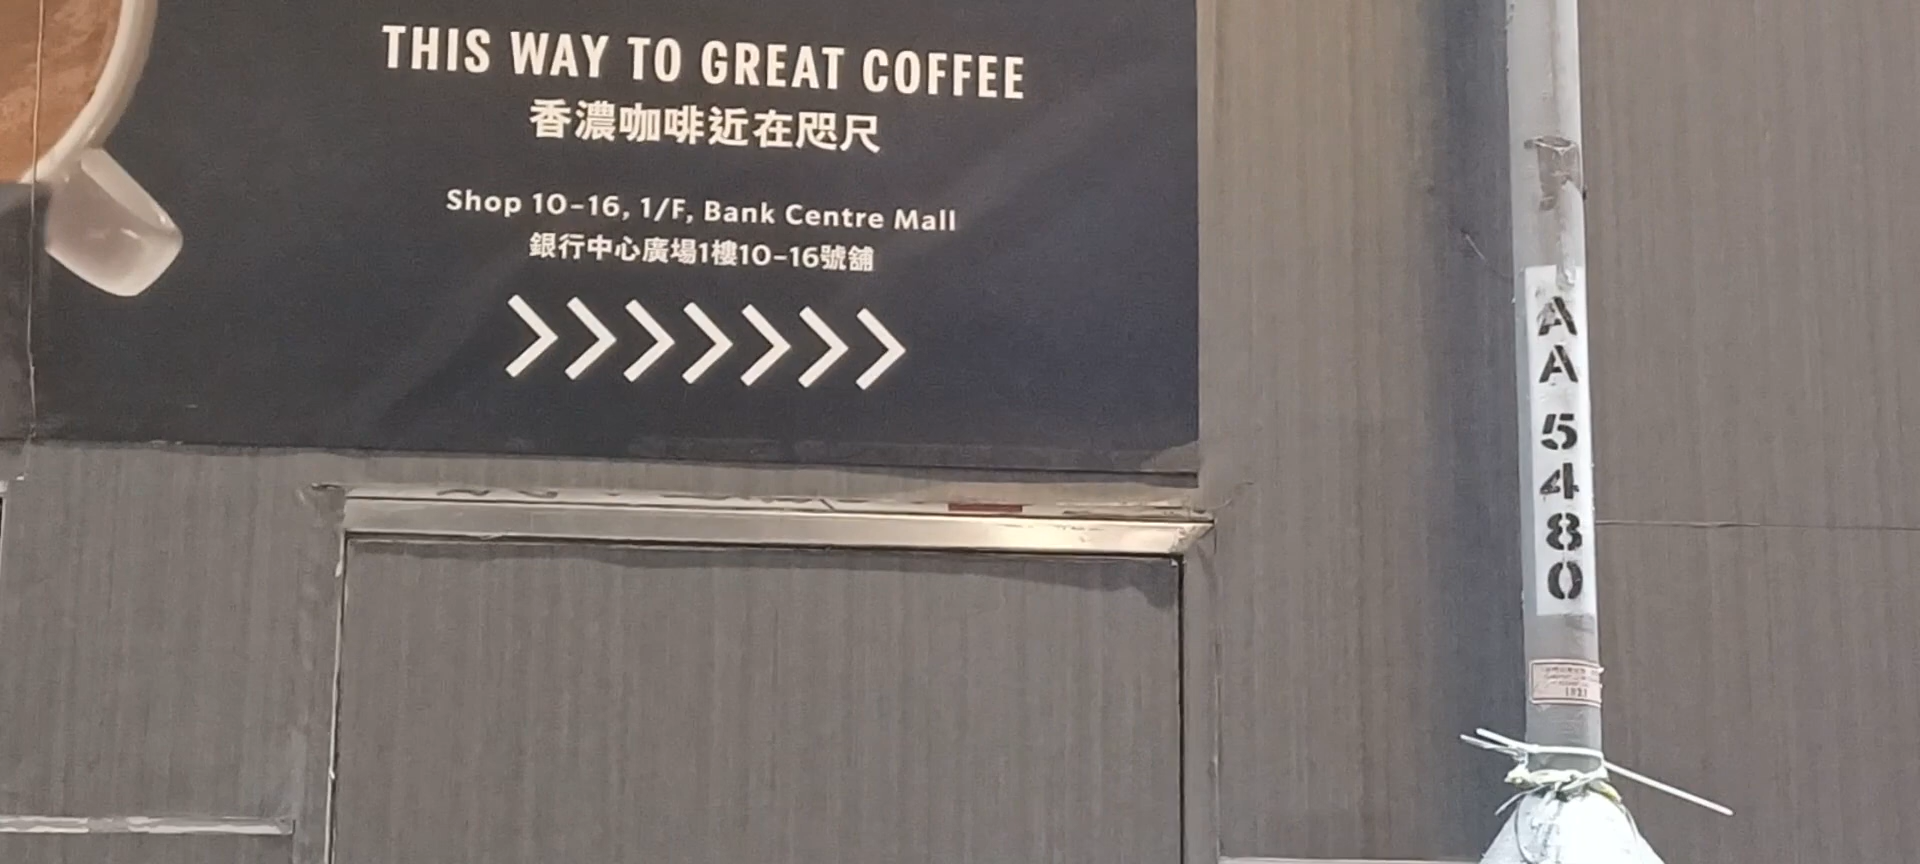 THIS WAY TO GREAT COFFEE
香濃咖啡近在咫尺
Shop 10-16, 1/F, Bank Centre Mall
銀行中心廣場1樓10-16號舖
AA5480